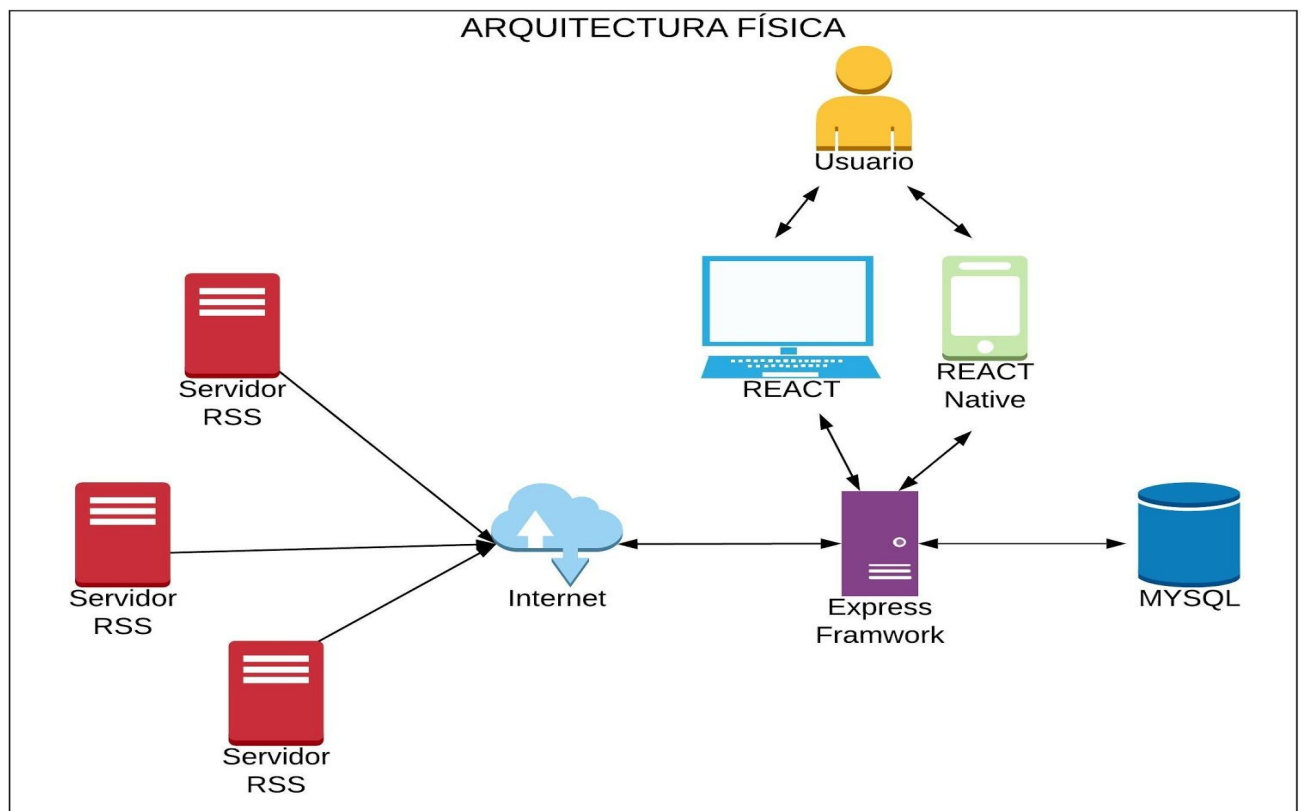 ARQUITECTURA FÍSICA
Usuario
REACT
REACT
Native
Servidor
RSS
Servidor
RSS
Internet
Express
Framwork
MYSQL
Servidor
RSS